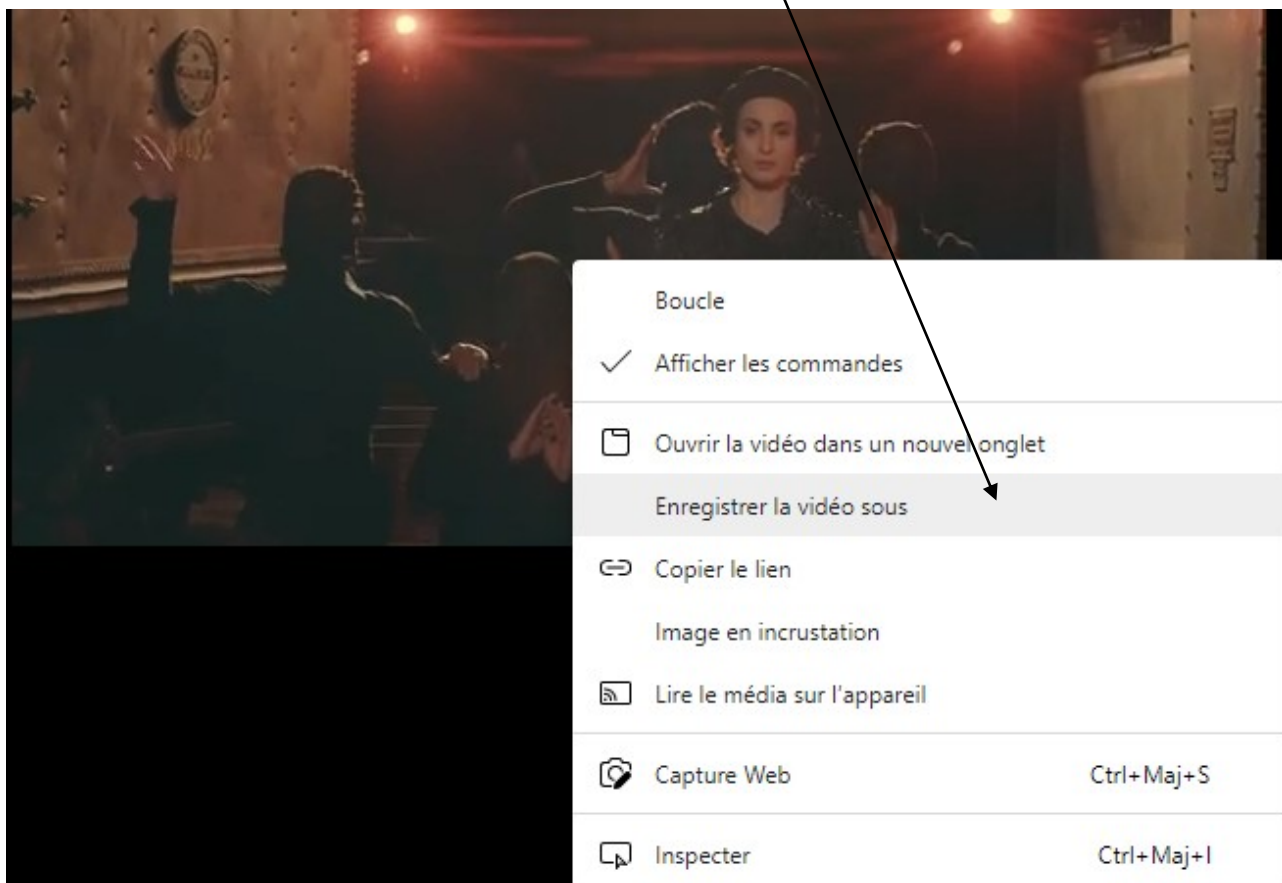 Boucle
Afficher les commandes
Ouvrir la vidéo dans un nouvel onglet
Enregistrer la vidéo sous
Copier le lien
Image en incrustation
Lire le média sur l'appareil
Capture Web Ctrl+Maj+S
Inspecter Ctrl+Maj+I